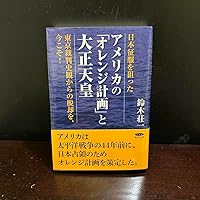 日本征服を狙った
アメリカの「オレンジ計画」と
大正天皇
東京裁判史観からの脱却を、
今こそ!
鈴木荘一
アメリカは
太平洋戦争の44年前に、
日本占領のため
オレンジ計画を策定した。